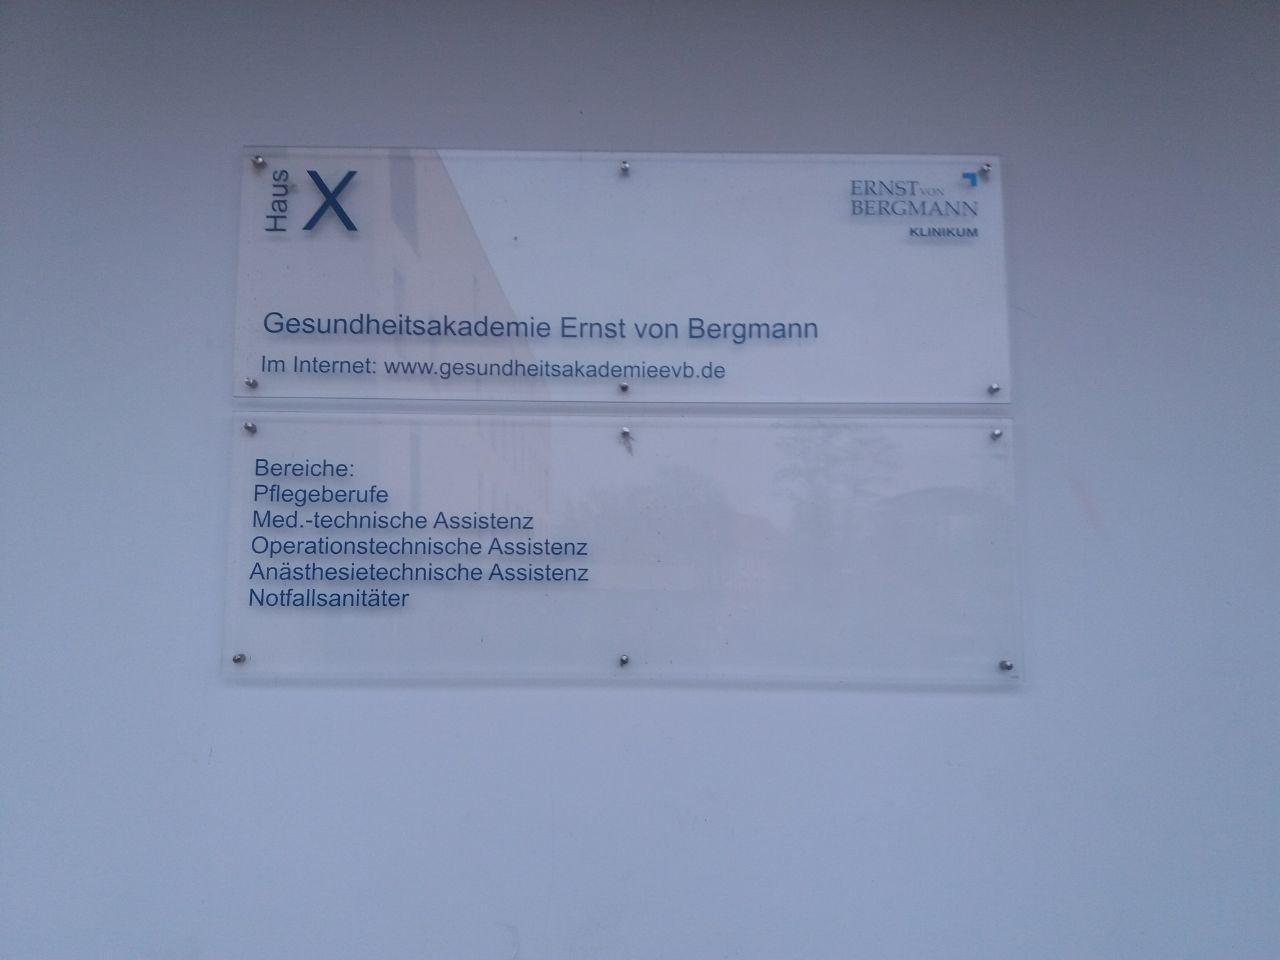 Haus X
ERNST VON
BERGMANN
KLINIKUM
Gesundheitsakademie Ernst von Bergmann
Im Internet: www.gesundheitsakademieevb.de
Bereiche:
Pflegeberufe
Med.-technische Assistenz
Operationstechnische Assistenz
Anästhesietechnische Assistenz
Notfallsanitäter